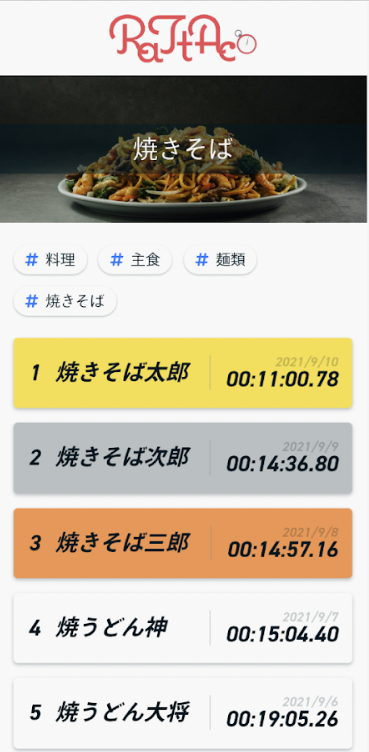 RaTtAc
焼きそば
# 料理 # 主食 # 麺類
# 焼きそば
2021/9/10
1 焼きそば太郎 00:11:00.78
2021/9/9
2 焼きそば次郎 00:14:36.80
2021/9/8
3 焼きそば三郎 00:14:57.16
2021/9/7
4 焼うどん神 00:15:04.40
2021/9/6
5 焼うどん大将 00:19:05.26